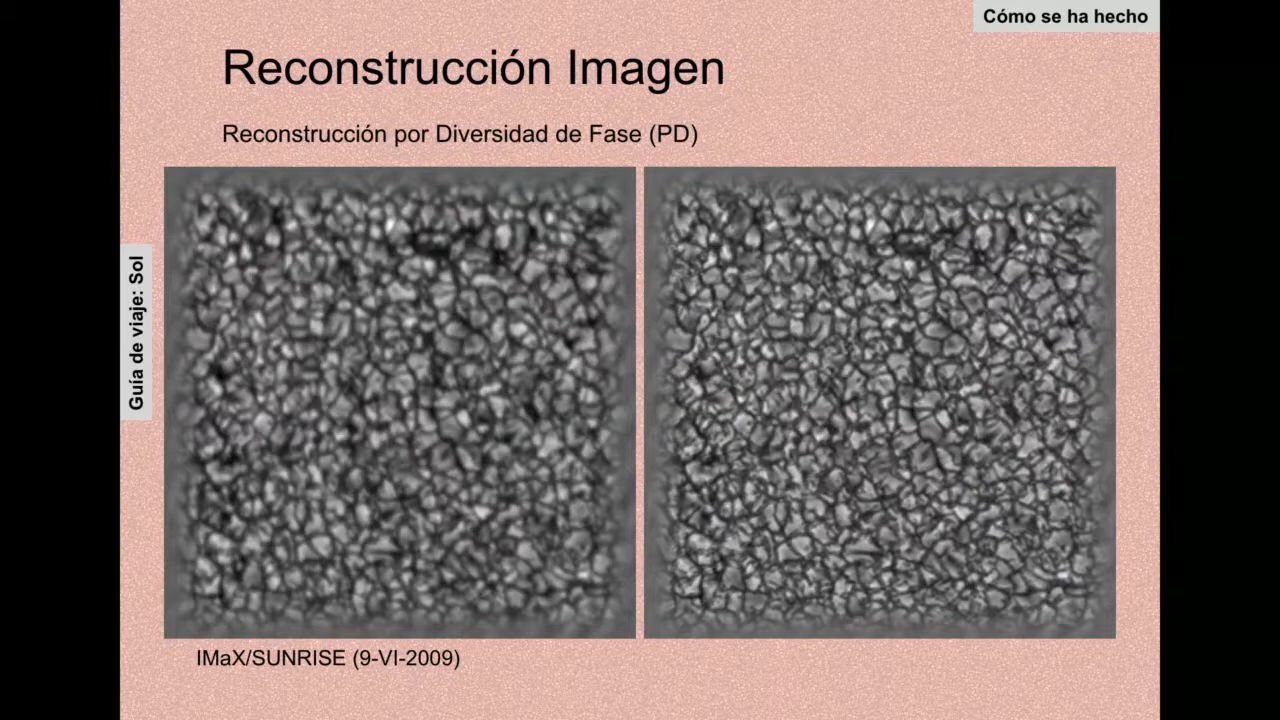 Cómo se ha hecho
Reconstrucción Imagen
Reconstrucción por Diversidad de Fase (PD)
Guía de viaje: Sol
IMaX/SUNRISE (9-VI-2009)